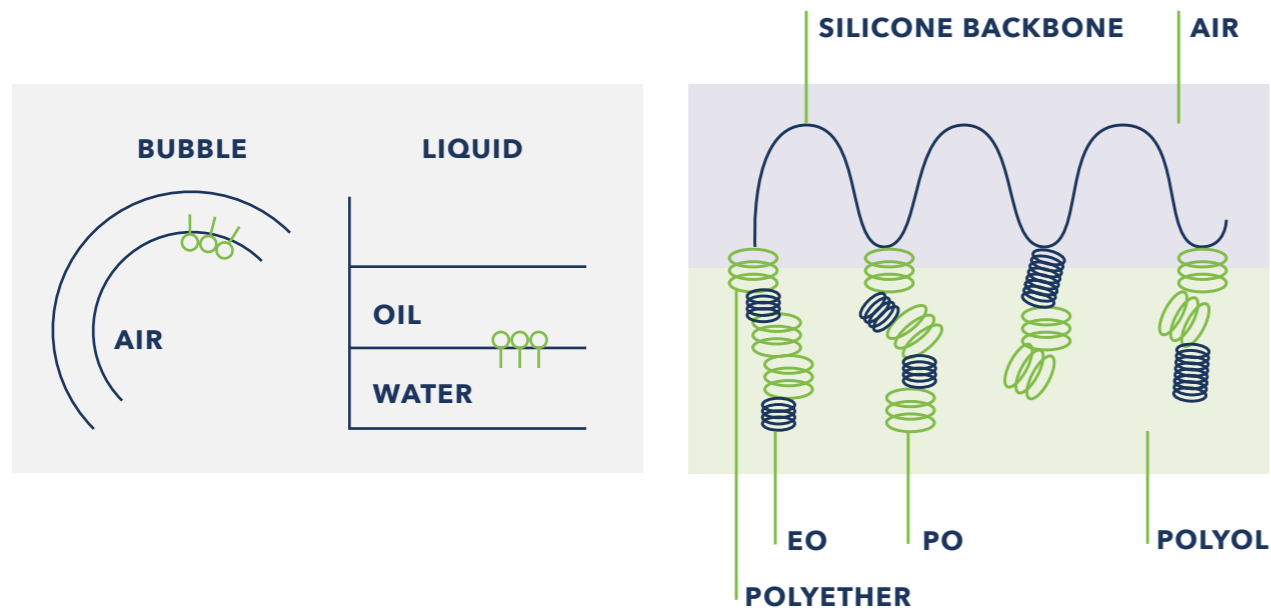 BUBBLE
LIQUID
AIR
OIL
WATER
SILICONE BACKBONE
AIR
EO
PO
POLYOL
POLYETHER